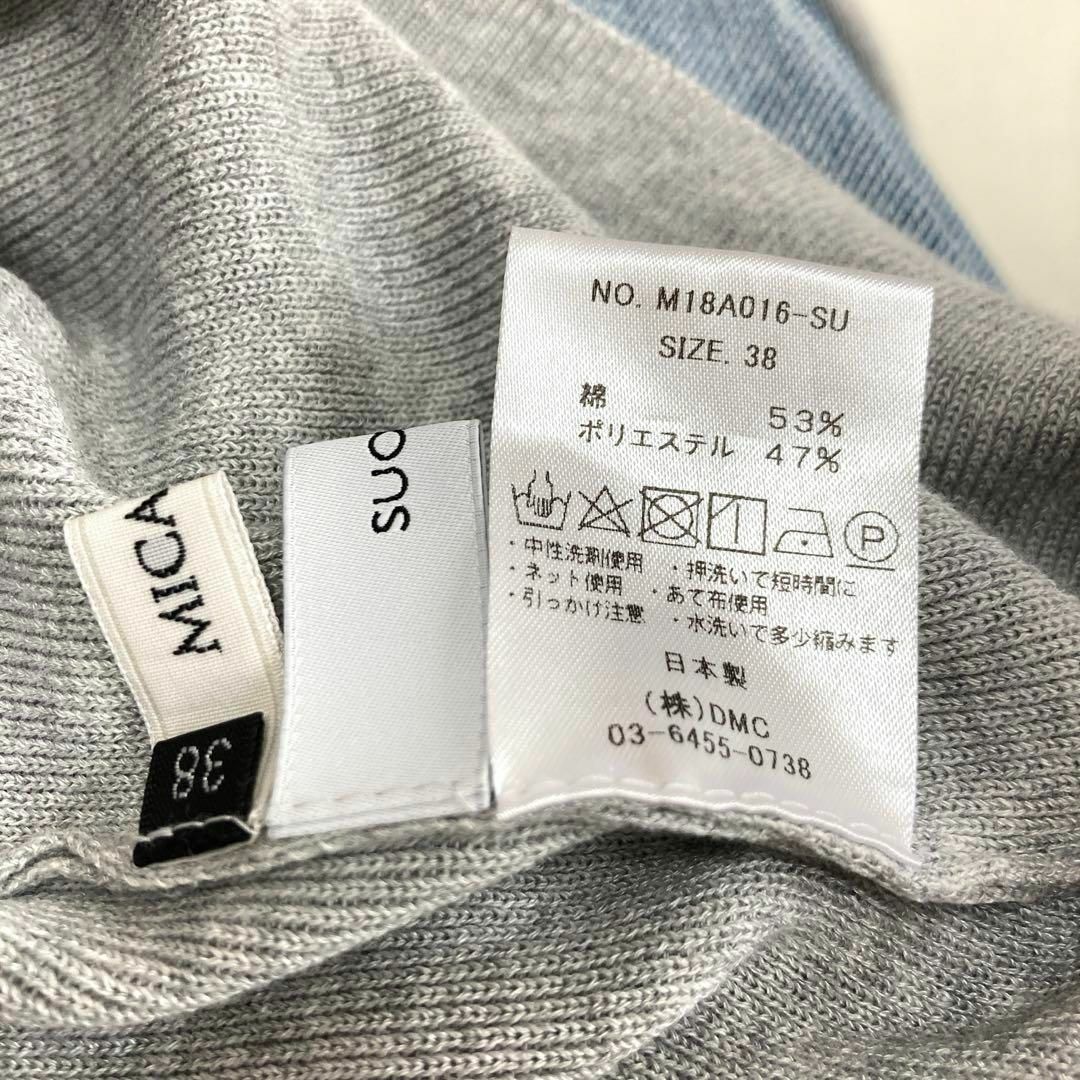 NO. M18A016-SU
SIZE. 38
綿 53%
ポリエステル 47%
P
・中性洗剤使用 ・押洗いで短時間に
・ネット使用 ・あて布使用
・引っかけ注意 ・水洗いで多少縮みます
日本製
(株)DMC
03-6455-0738
SUO
MICA
38